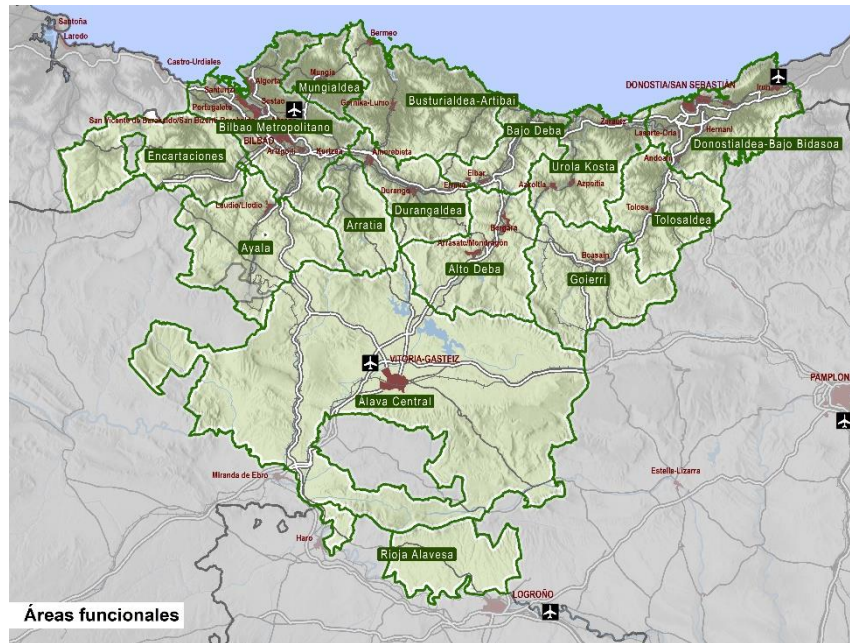 Santoña
Laredo
Castro-Urdiales
Bermeo
Algorta
Mungia
Mungialdea
Santurtzi
Sestao
Portugalete
Gernika-Lumo
Busturialdea-Artibai
DONOSTIA/SAN SEBASTIÁN
Irun
Bilbao Metropolitano
BILBAO
Bajo Deba
Zarautz
Lasarte-Oria
Hernani
Donostialdea-Bajo Bidasoa
Encartaciones
Amorebieta
Urola Kosta
Andoain
Eibar
Ermua
Azkoitia
Azpeitia
Durango
Durangaldea
Laudio/Llodio
Arratia
Tolosa
Tolosaldea
Bergara
Ayala
Arrasate/Mondragón
Alto Deba
Beasain
Goierri
VITORIA-GASTEIZ
Álava Central
PAMPLONA
Miranda de Ebro
Estella-Lizarra
Haro
Rioja Alavesa
LOGROÑO
Áreas funcionales